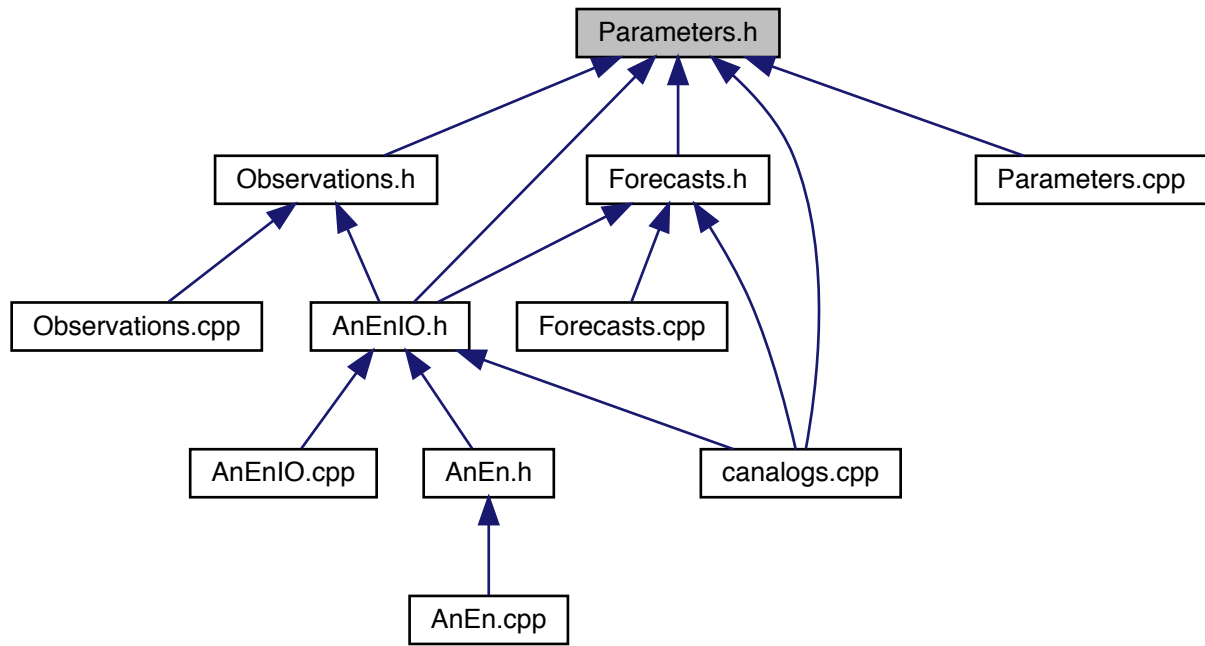 Parameters.h
Observations.h
Forecasts.h
Parameters.cpp
Observations.cpp
AnEnIO.h
Forecasts.cpp
AnEnIO.cpp
AnEn.h
canalogs.cpp
AnEn.cpp